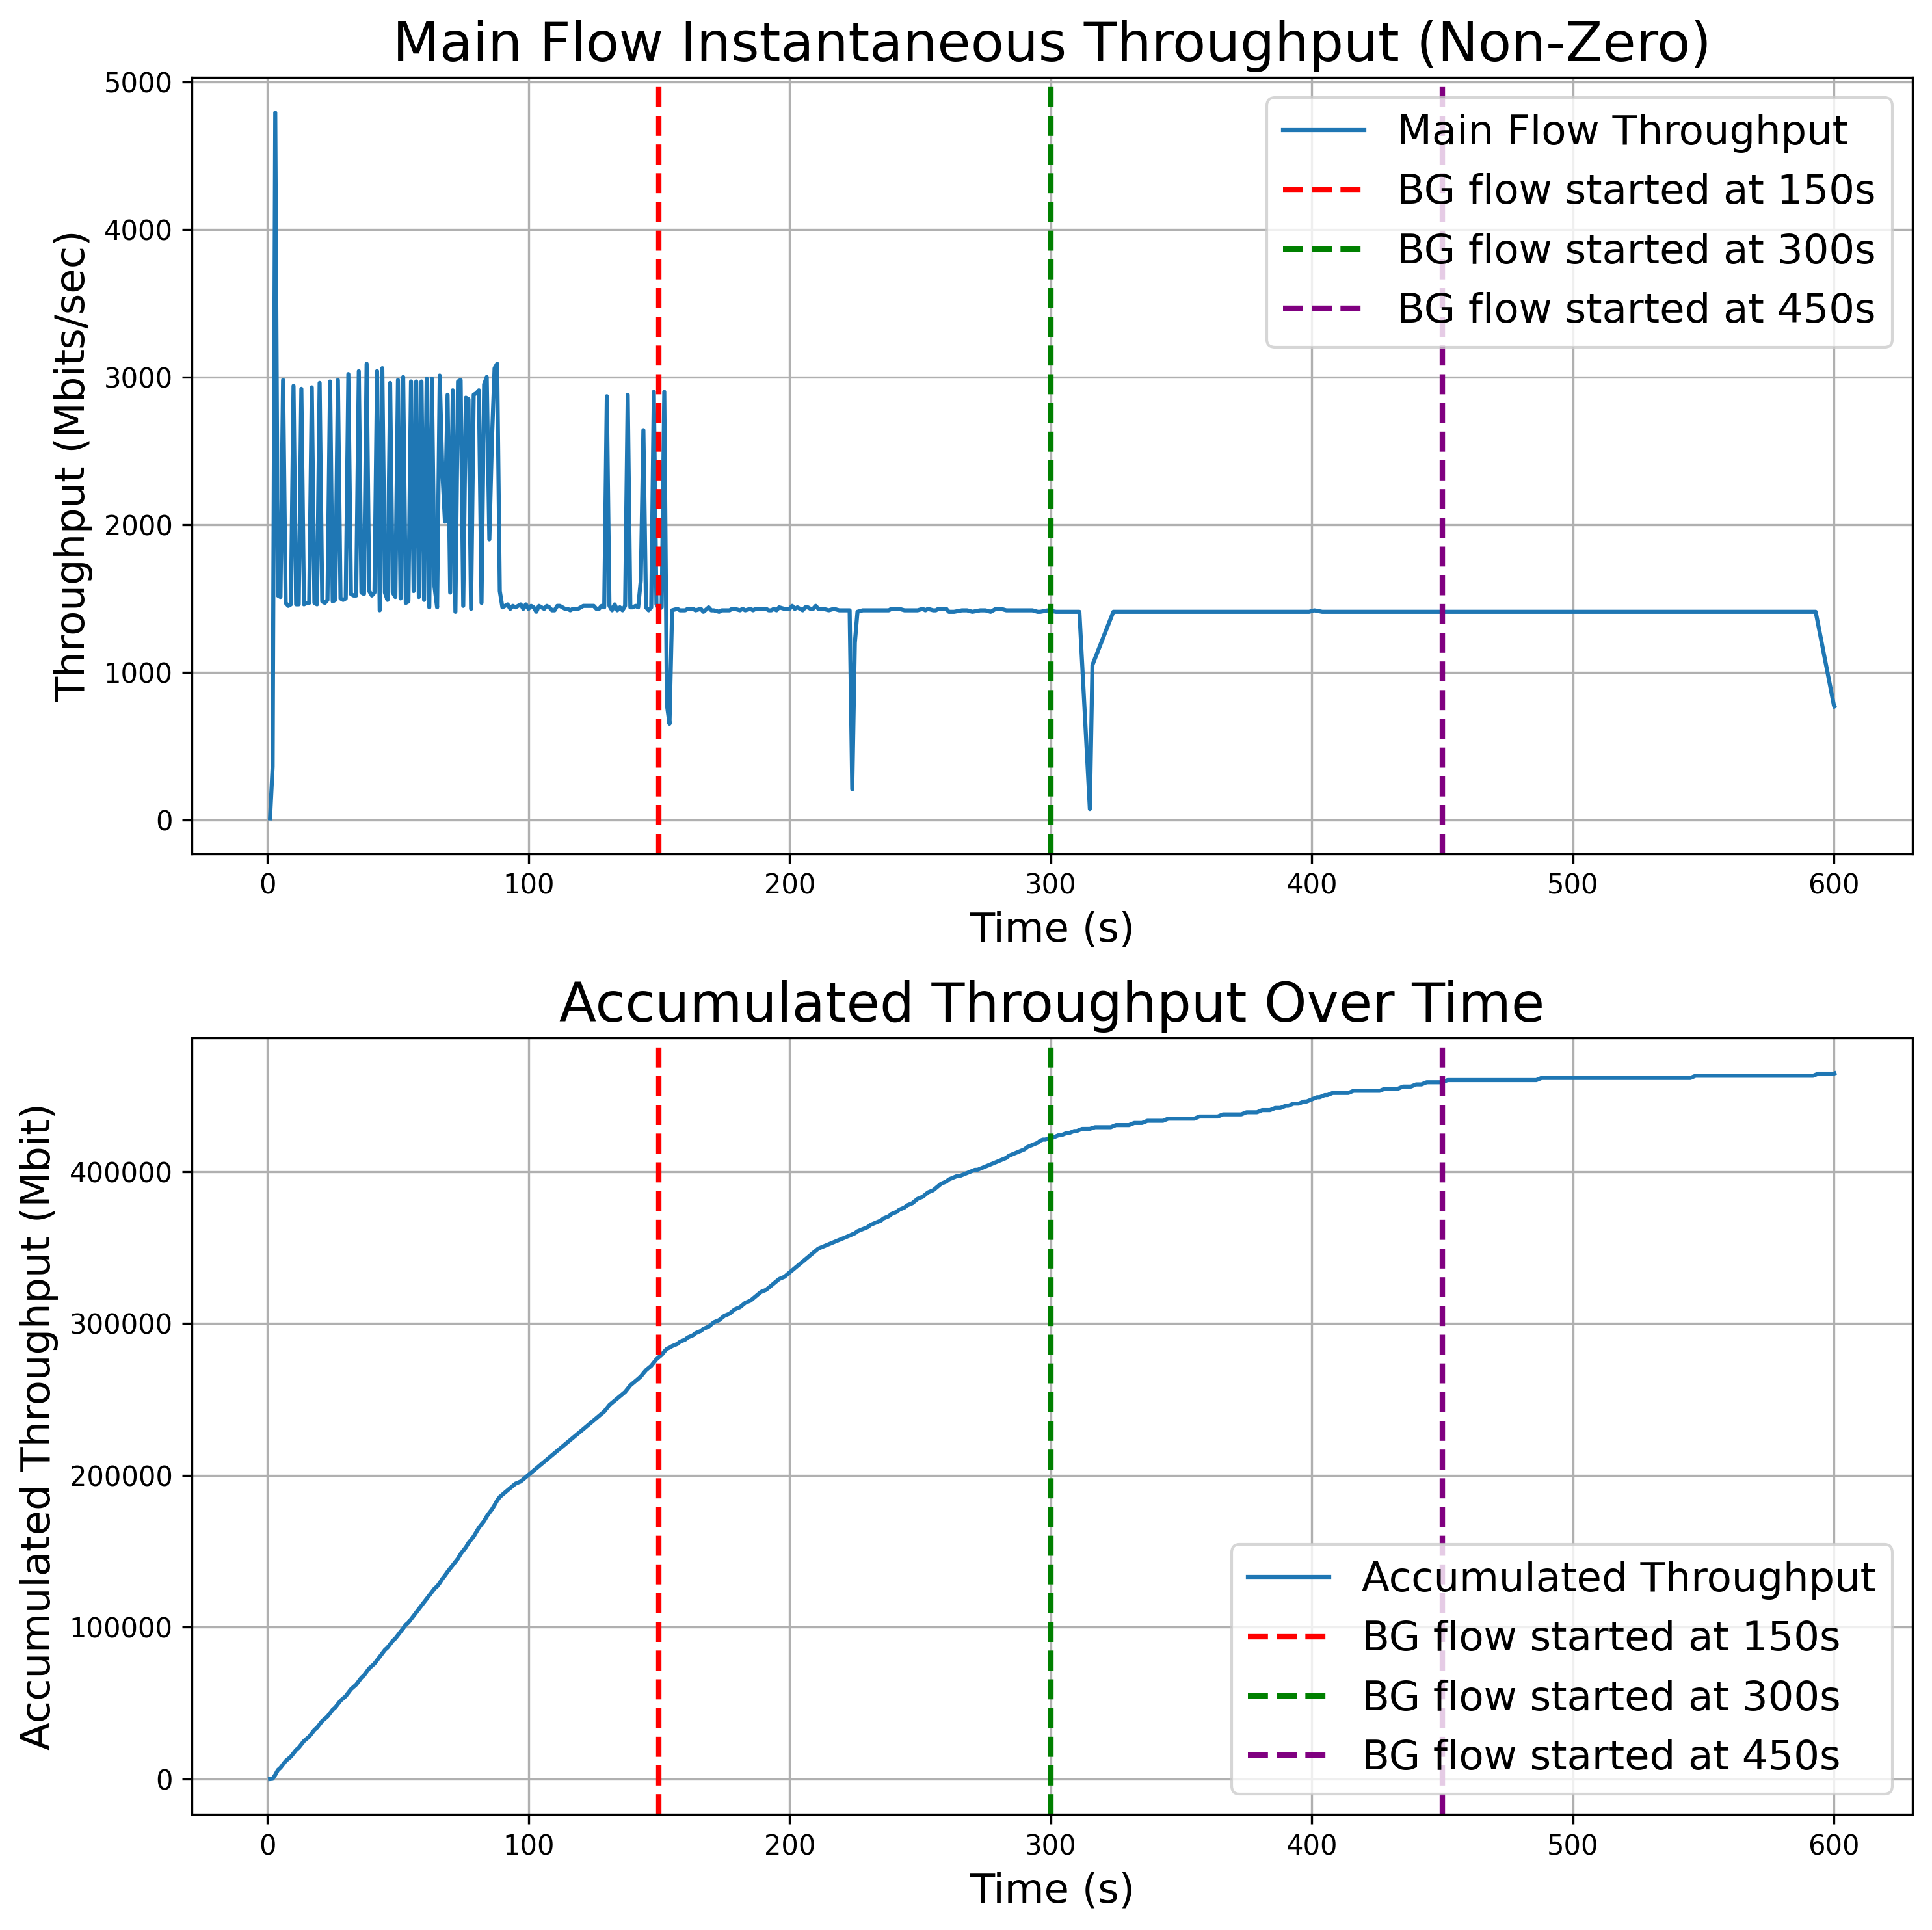 Main Flow Instantaneous Throughput (Non-Zero)
5000
4000
3000
2000
1000
0
Throughput (Mbits/sec)
Main Flow Throughput
BG flow started at 150s
BG flow started at 300s
BG flow started at 450s
0 100 200 300 400 500 600
Time (s)
Accumulated Throughput Over Time
400000
300000
200000
100000
0
Accumulated Throughput (Mbit)
Accumulated Throughput
BG flow started at 150s
BG flow started at 300s
BG flow started at 450s
0 100 200 300 400 500 600
Time (s)